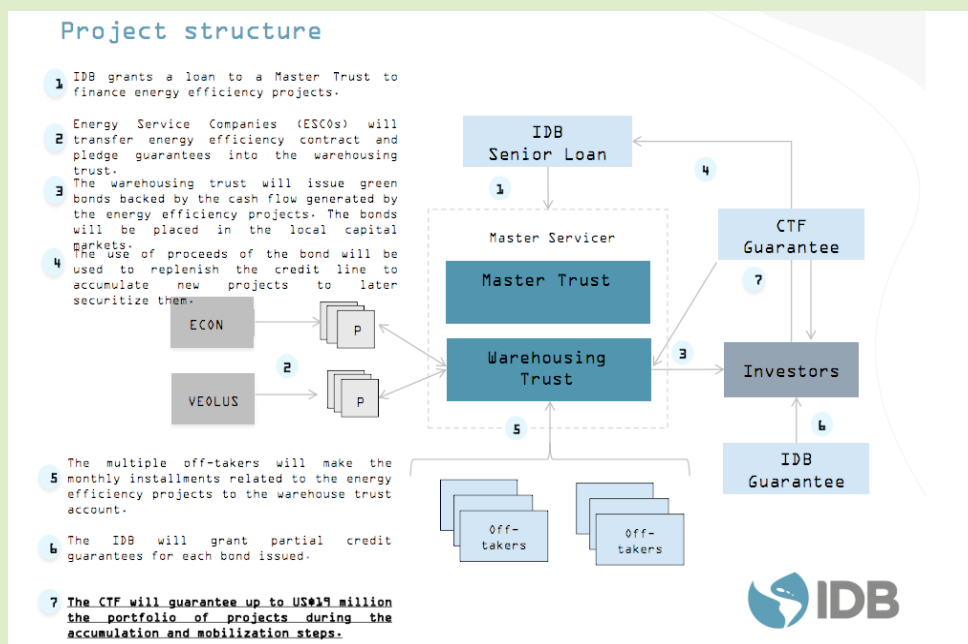 Project structure
1 IDB grants a loan to a Master Trust to
finance energy efficiency projects.
2 Energy Service Companies (ESCOs) will
transfer energy efficiency contract and
pledge guarantees into the warehousing
trust.
3 The warehousing trust will issue green
bonds backed by the cash flow generated by
the energy efficiency projects. The bonds
will be placed in the local capital
markets.
4 The use of proceeds of the bond will be
used to replenish the credit line to
accumulate new projects to later
securitize them.
IDB
Senior Loan
1
4
Master Servicer
CTF
Guarantee
Master Trust
7
ECON
P
2
Warehousing
Trust
3
Investors
VEOLUS
P
5
6
IDB
Guarantee
5 The multiple off-takers will make the
monthly installments related to the energy
efficiency projects to the warehouse trust
account.
Off-
takers
Off-
takers
6 The IDB will grant partial credit
guarantees for each bond issued.
7 The CTF will guarantee up to US$19 million
the portfolio of projects during the
accumulation and mobilization steps.
IDB